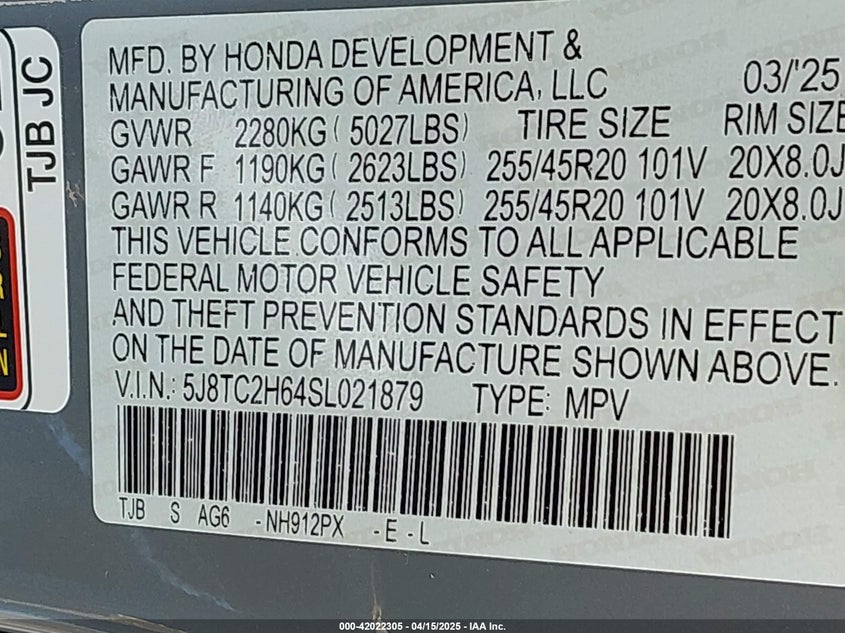 MFD. BY HONDA DEVELOPMENT &
MANUFACTURING OF AMERICA, LLC 03/'25
GVWR 2280KG ( 5027LBS) TIRE SIZE RIM SIZE
GAWR F 1190KG ( 2623LBS) 255/45R20 101V 20X8.0J
GAWR R 1140KG ( 2513LBS) 255/45R20 101V 20X8.0J
THIS VEHICLE CONFORMS TO ALL APPLICABLE
FEDERAL MOTOR VEHICLE SAFETY
AND THEFT PREVENTION STANDARDS IN EFFECT
ON THE DATE OF MANUFACTURE SHOWN ABOVE.
V.I.N.: 5J8TC2H64SL021879 TYPE: MPV
TJB S AG6 -NH912PX -E-L
TJB JC
000-42022305 - 04/15/2025 - IAA Inc.